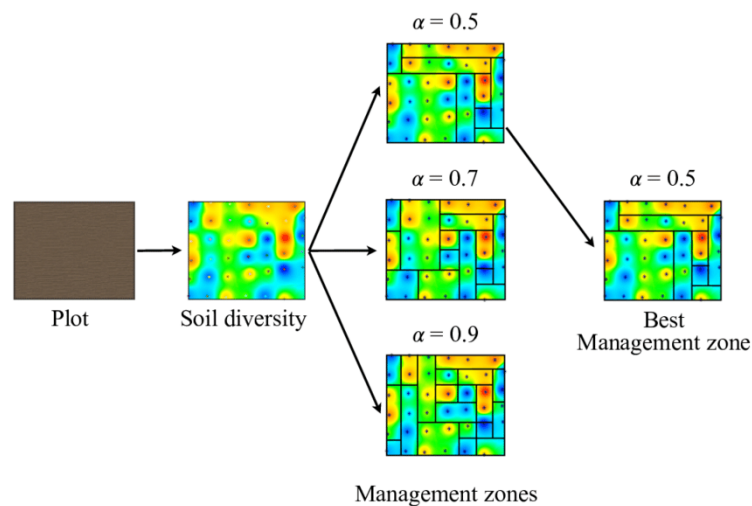 α = 0.5
α = 0.7
α = 0.5
Plot
Soil diversity
Best
Management zone
α = 0.9
Management zones